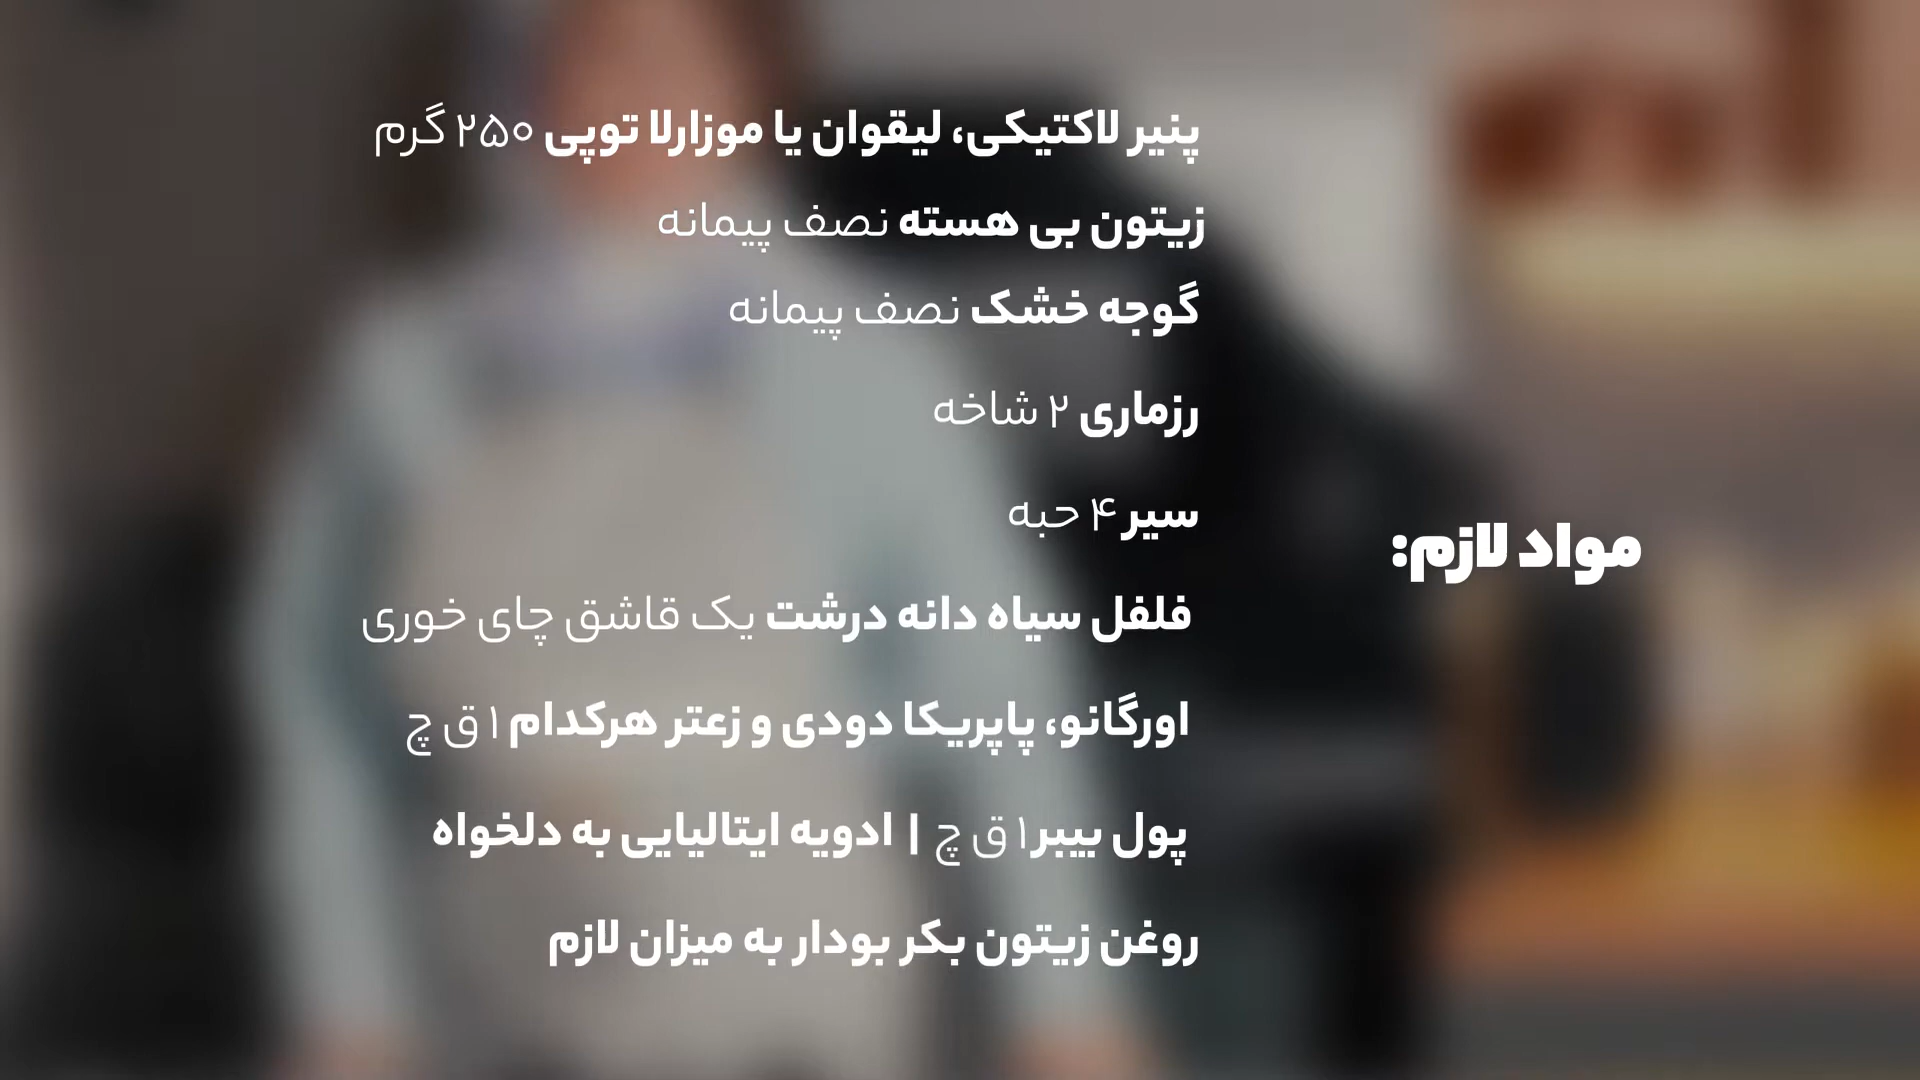 مواد لازم:
پنیر لاکتیکی، لیقوان یا موزارلا توپی ۲۵۰ گرم
زیتون بی هسته نصف پیمانه
گوجه خشک نصف پیمانه
رزماری ۲ شاخه
سیر ۴ حبه
فلفل سیاه دانه درشت یک قاشق چای خوری
اورگانو، پاپریکا دودی و زعتر هرکدام ۱ ق چ
پول بیبر ۱ ق چ | ادویه ایتالیایی به دلخواه
روغن زیتون بکر بودار به میزان لازم